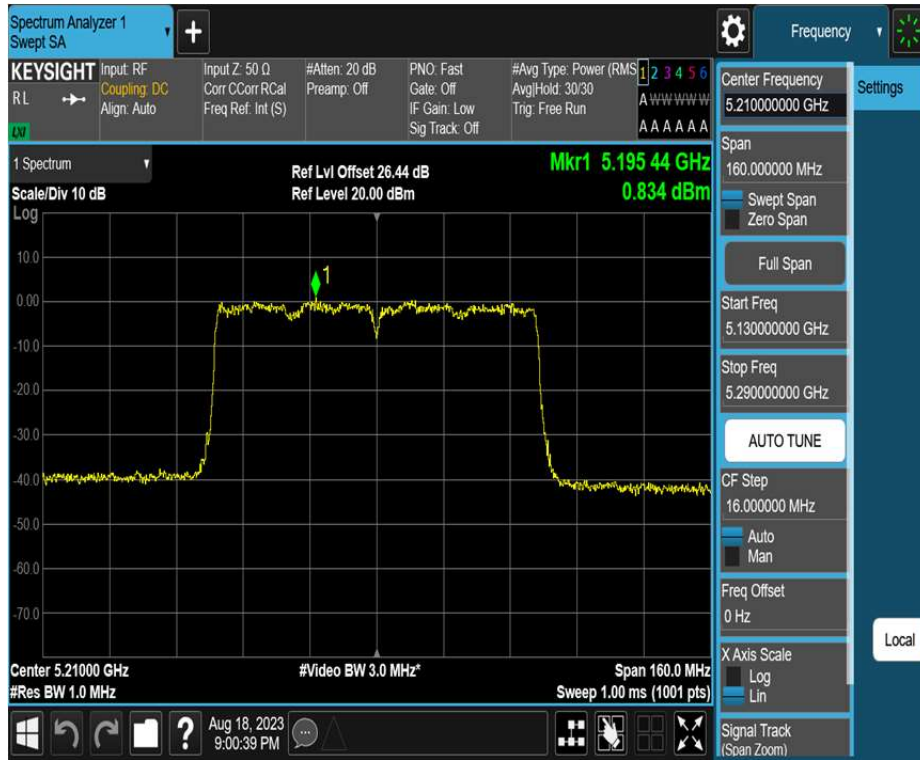 Spectrum Analyzer 1
Swept SA
Frequency
KEYSIGHT
RL
LXI
Input: RF
Coupling: DC
Align: Auto
Input Z: 50 Ω
Corr CCorr RCal
Freq Ref: Int (S)
#Atten: 20 dB
Preamp: Off
PNO: Fast
Gate: Off
IF Gain: Low
Sig Track: Off
#Avg Type: Power (RMS
Avg|Hold: 30/30
Trig: Free Run
1 2 3 4 5 6
A W W W W W
A A A A A A
1 Spectrum
Scale/Div 10 dB
Log
Ref Lvl Offset 26.44 dB
Ref Level 20.00 dBm
Mkr1 5.195 44 GHz
0.834 dBm
10.0
0.00
-10.0
-20.0
-30.0
-40.0
-50.0
-60.0
-70.0
1
Center 5.21000 GHz
#Res BW 1.0 MHz
#Video BW 3.0 MHz*
Span 160.0 MHz
Sweep 1.00 ms (1001 pts)
?
Aug 18, 2023
9:00:39 PM
Center Frequency
5.210000000 GHz
Span
160.000000 MHz
Swept Span
Zero Span
Full Span
Start Freq
5.130000000 GHz
Stop Freq
5.290000000 GHz
AUTO TUNE
CF Step
16.000000 MHz
Auto
Man
Freq Offset
0 Hz
X Axis Scale
Log
Lin
Signal Track
(Span Zoom)
Settings
Local